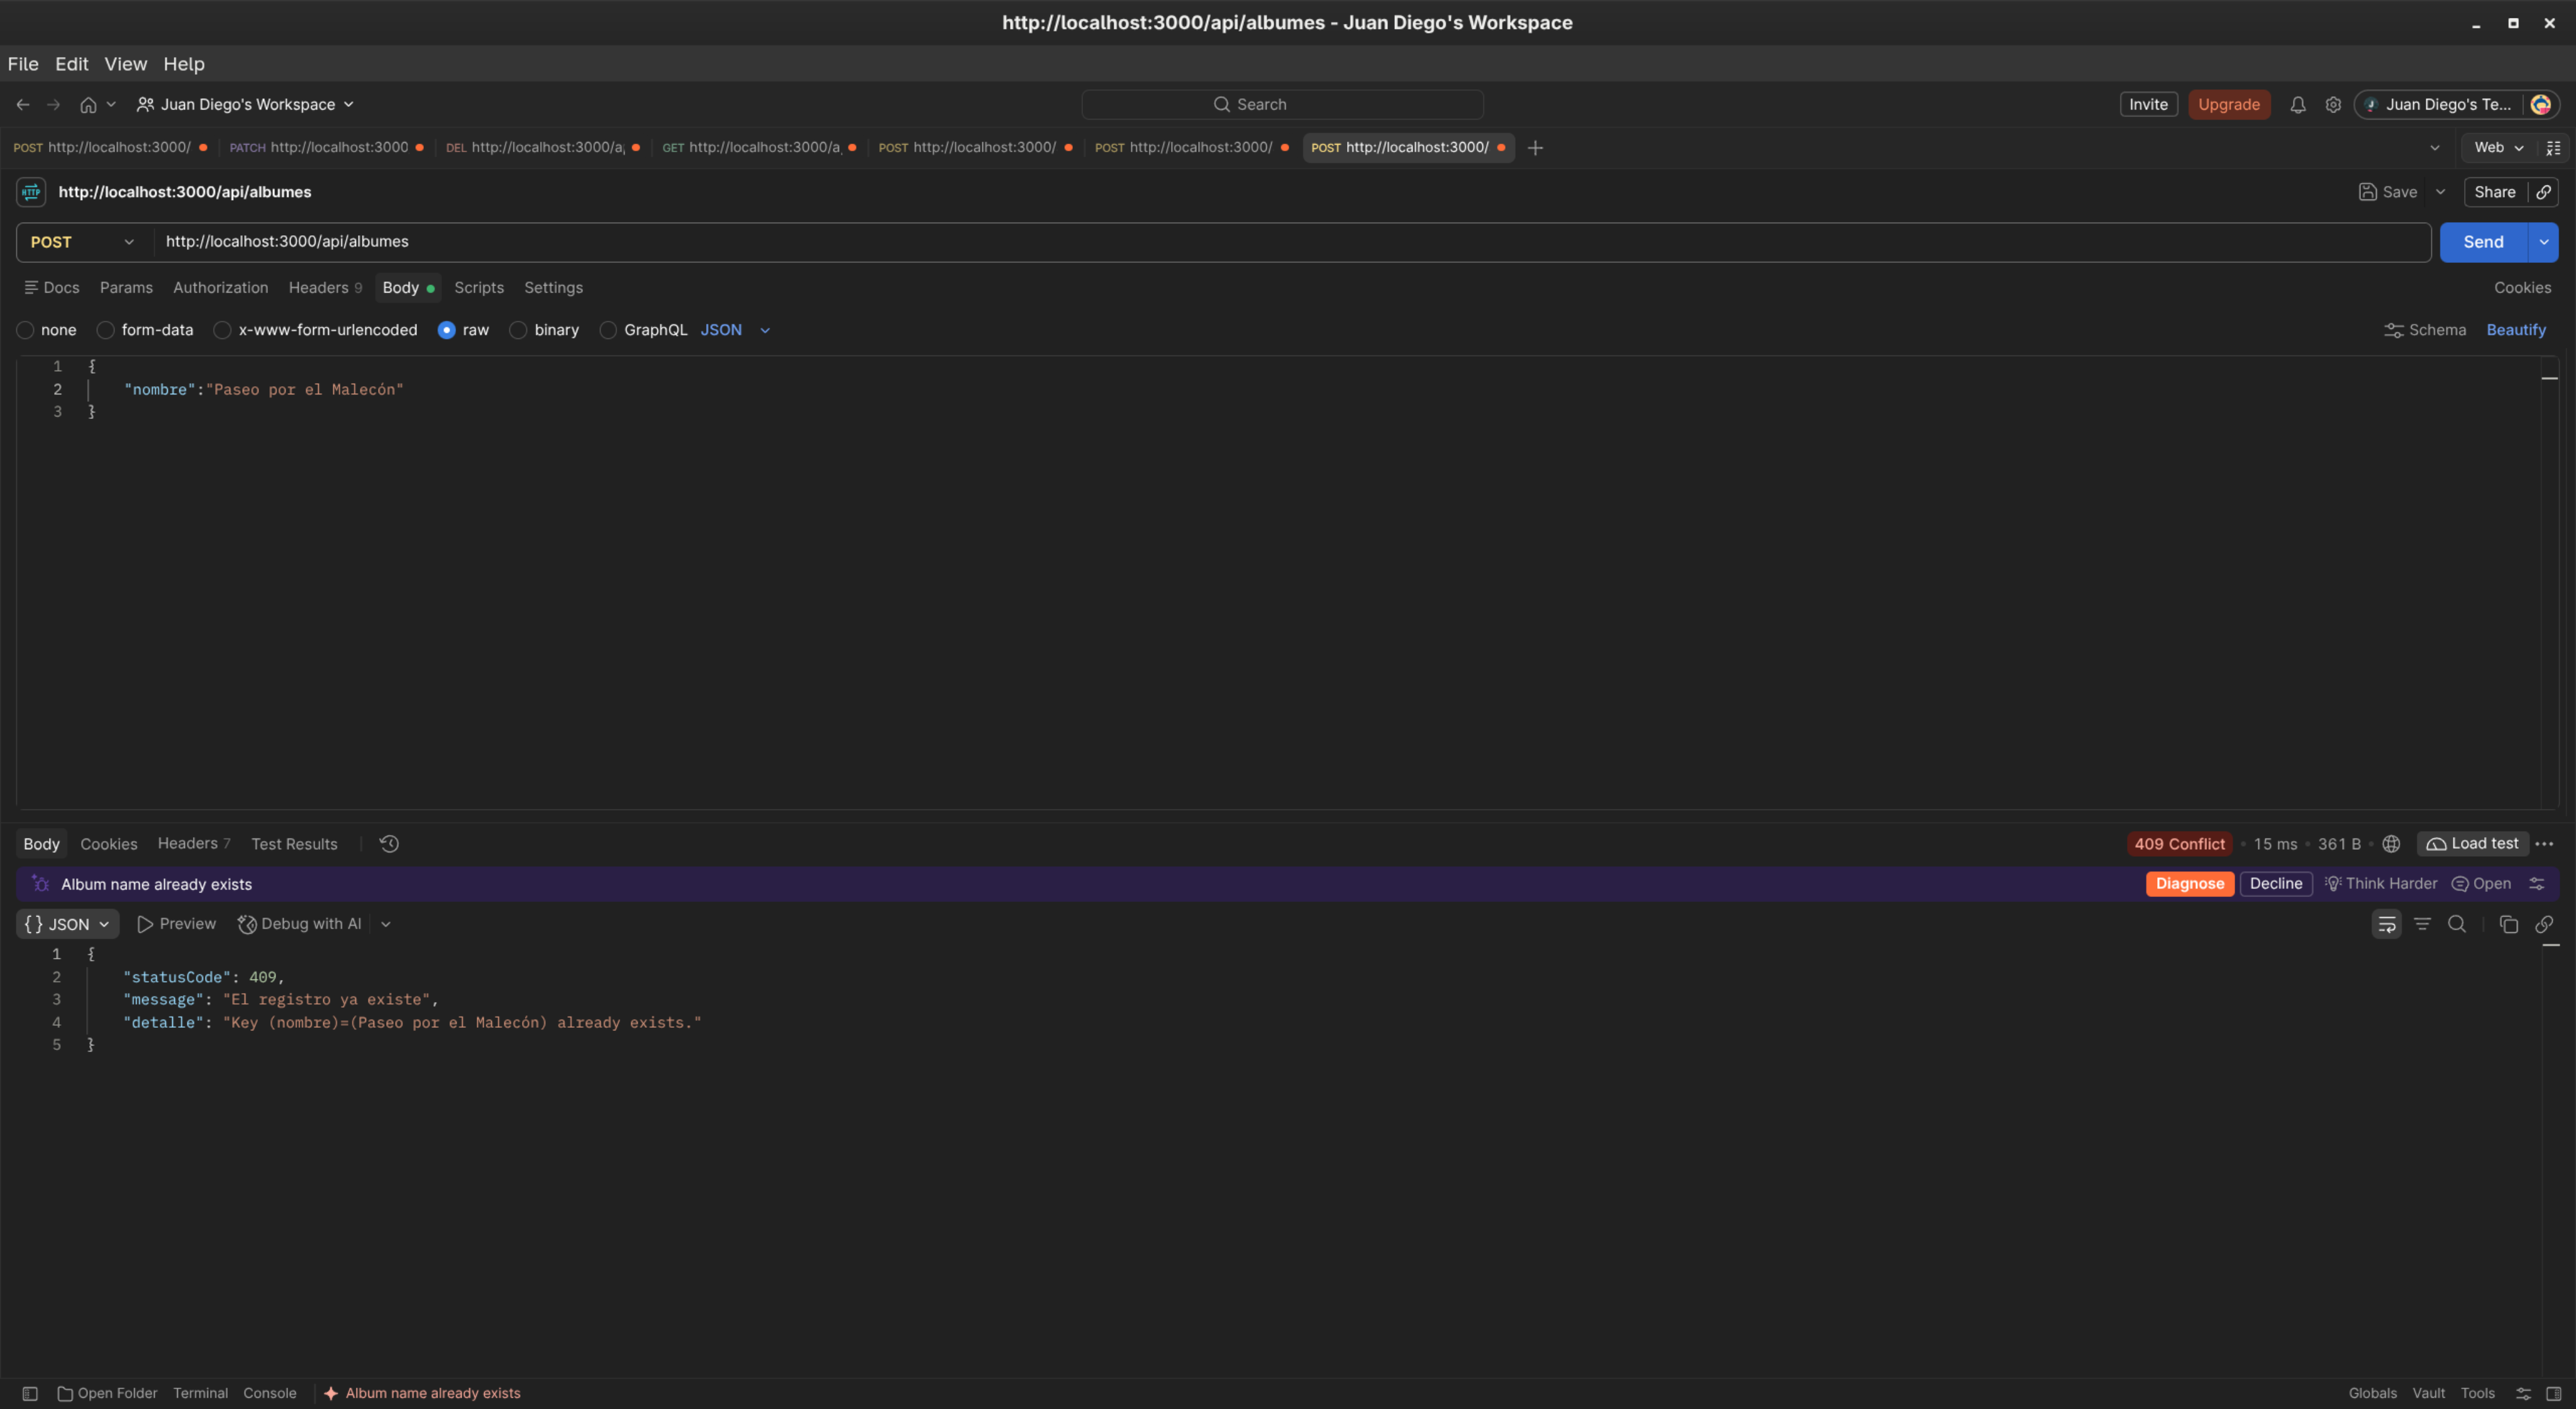 http://localhost:3000/api/albumes - Juan Diego's Workspace
File Edit View Help
Juan Diego's Workspace Search Invite Upgrade Juan Diego's Te...
POST http://localhost:3000/ PATCH http://localhost:3000 DEL http://localhost:3000/a GET http://localhost:3000/a POST http://localhost:3000/ POST http://localhost:3000/ POST http://localhost:3000/ Web
HTTP http://localhost:3000/api/albumes Save Share
POST http://localhost:3000/api/albumes Send
Docs Params Authorization Headers 9 Body Scripts Settings Cookies
none form-data x-www-form-urlencoded raw binary GraphQL JSON Schema Beautify
1 {
2 "nombre":"Paseo por el Malecón"
3 }
Body Cookies Headers 7 Test Results 409 Conflict 15 ms 361 B Load test
Album name already exists Diagnose Decline Think Harder Open
{} JSON Preview Debug with AI
1 {
2 "statusCode": 409,
3 "message": "El registro ya existe",
4 "detalle": "Key (nombre)=(Paseo por el Malecón) already exists."
5 }
Open Folder Terminal Console Album name already exists Globals Vault Tools